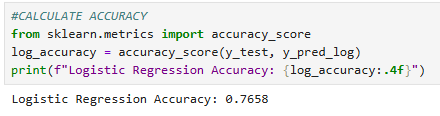 #CALCULATE ACCURACY
from sklearn.metrics import accuracy_score
log_accuracy = accuracy_score(y_test, y_pred_log)
print(f"Logistic Regression Accuracy: {log_accuracy:.4f}")
Logistic Regression Accuracy: 0.7658